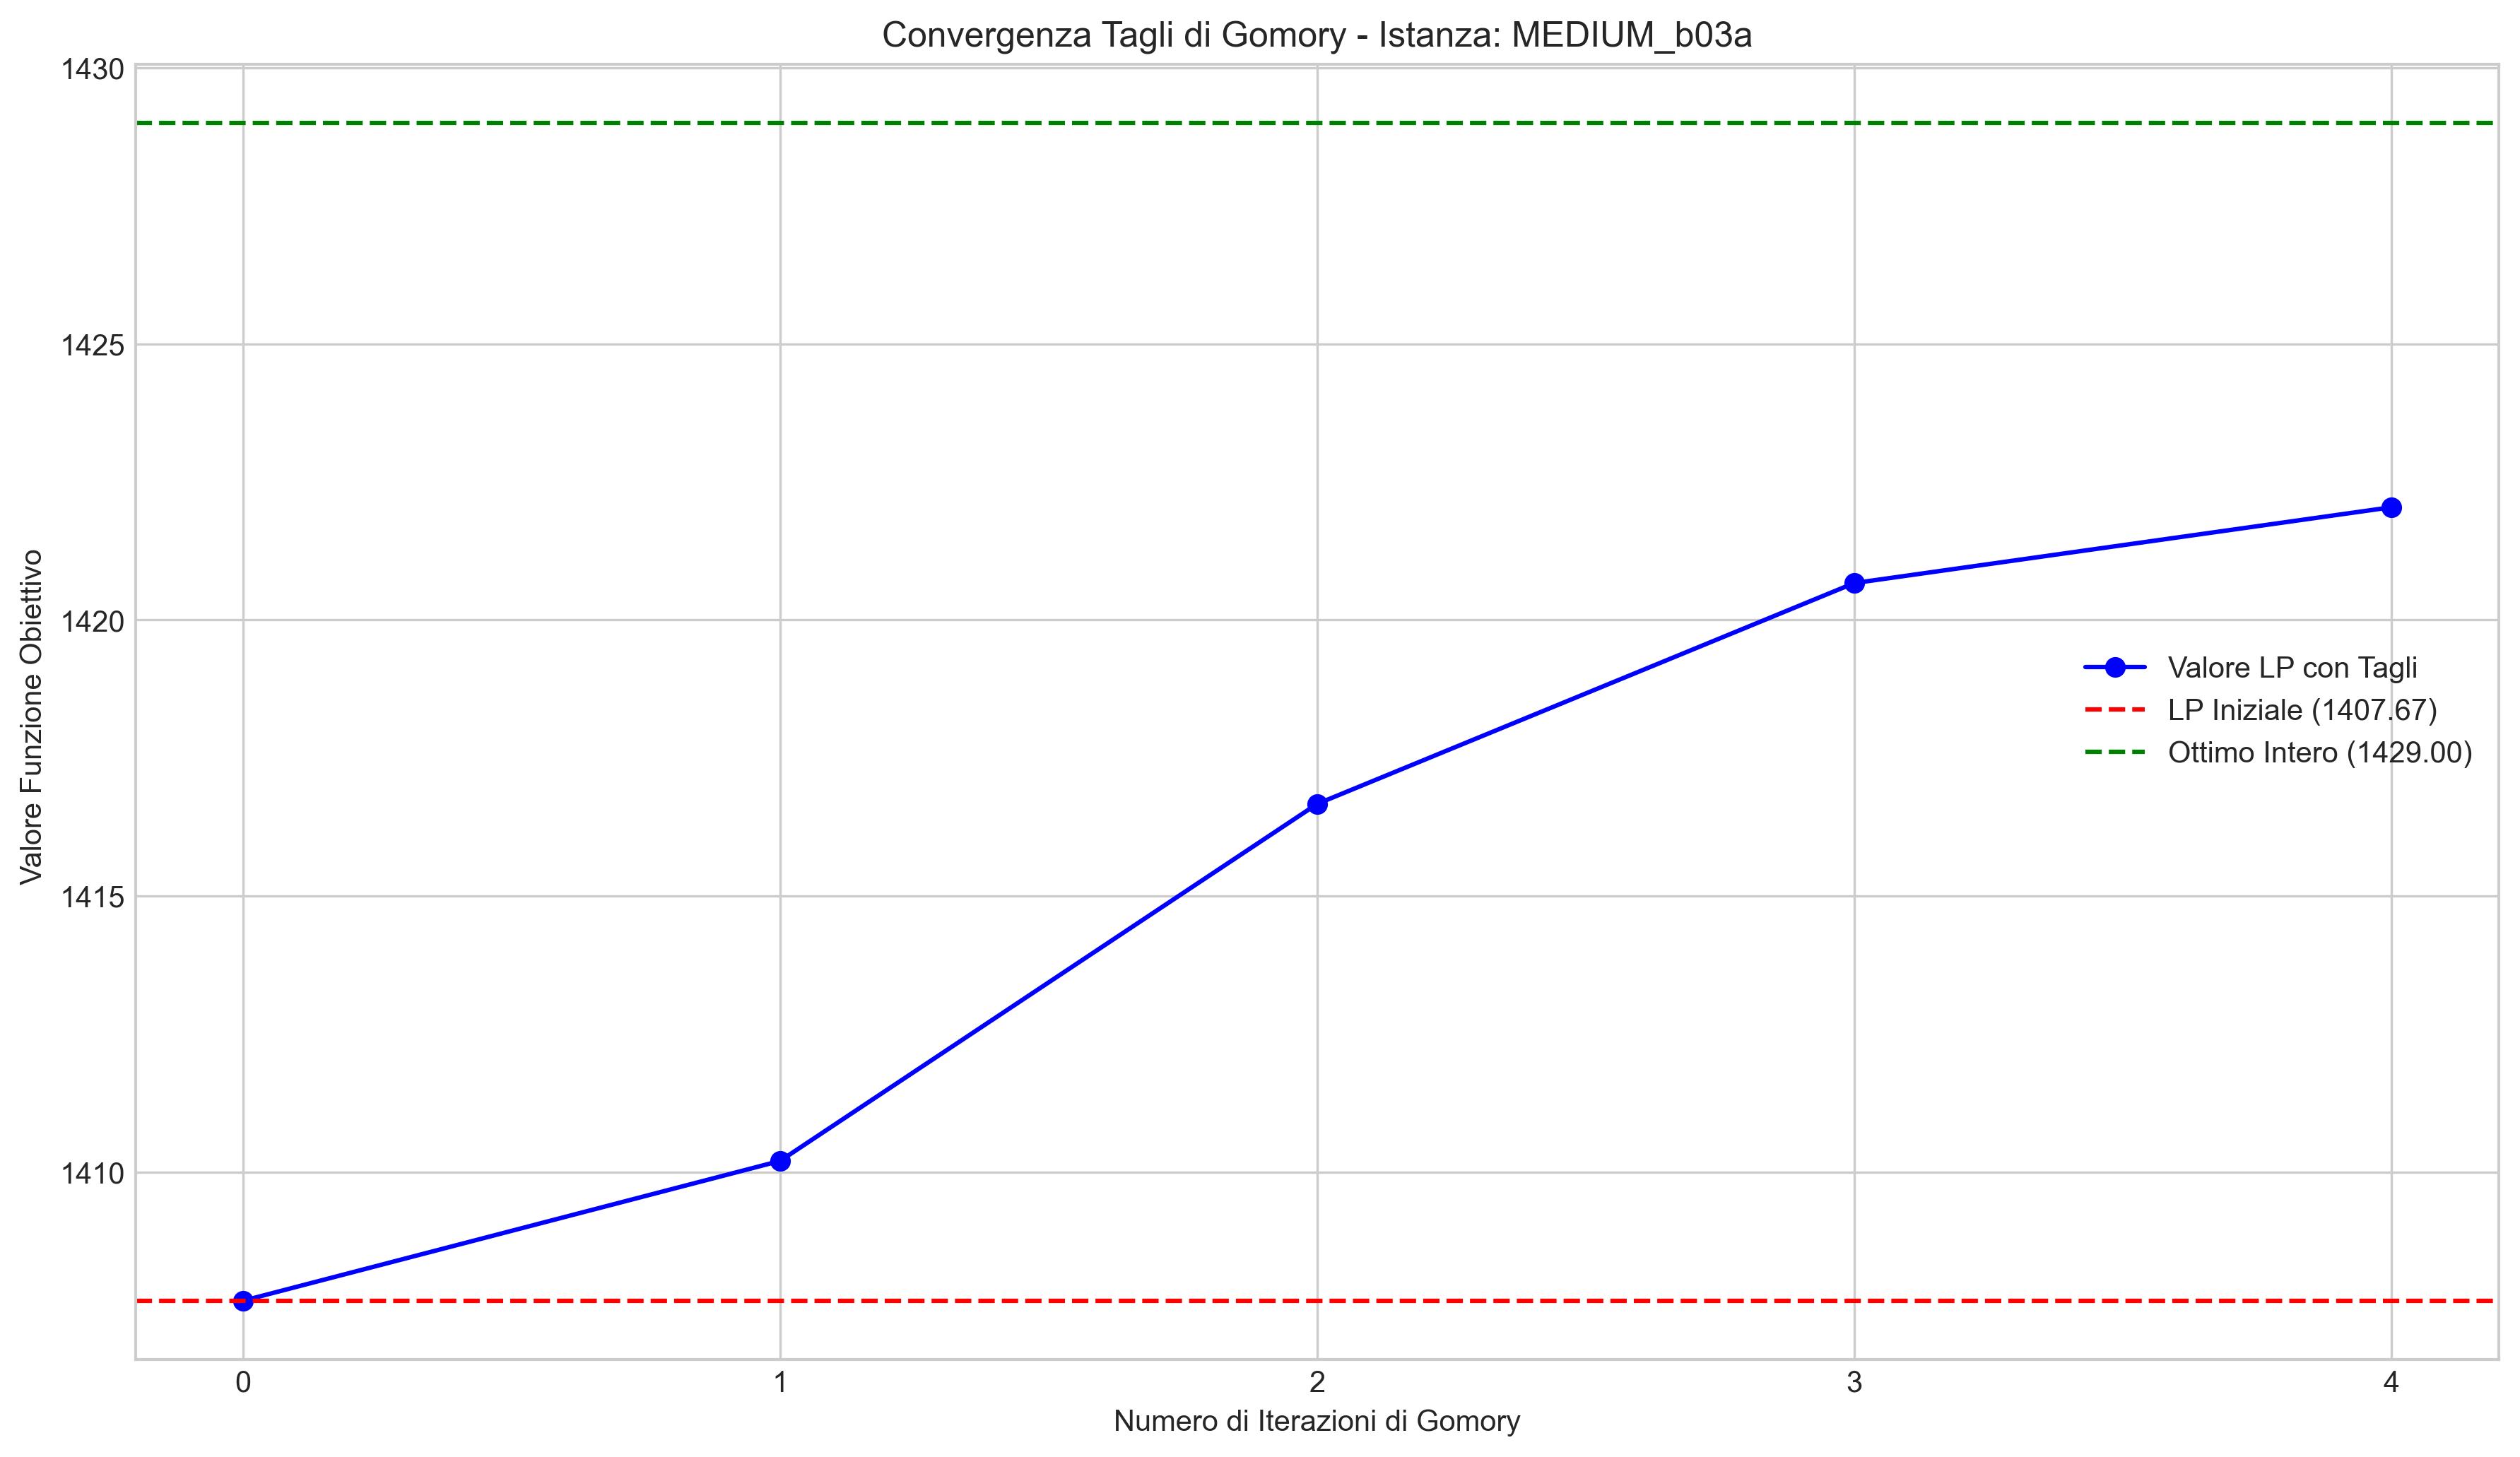 Convergenza Tagli di Gomory - Istanza: MEDIUM_b03a
1430
1425
1420
1415
1410
Valore Funzione Obiettivo
Valore LP con Tagli
LP Iniziale (1407.67)
Ottimo Intero (1429.00)
0 1 2 3 4
Numero di Iterazioni di Gomory